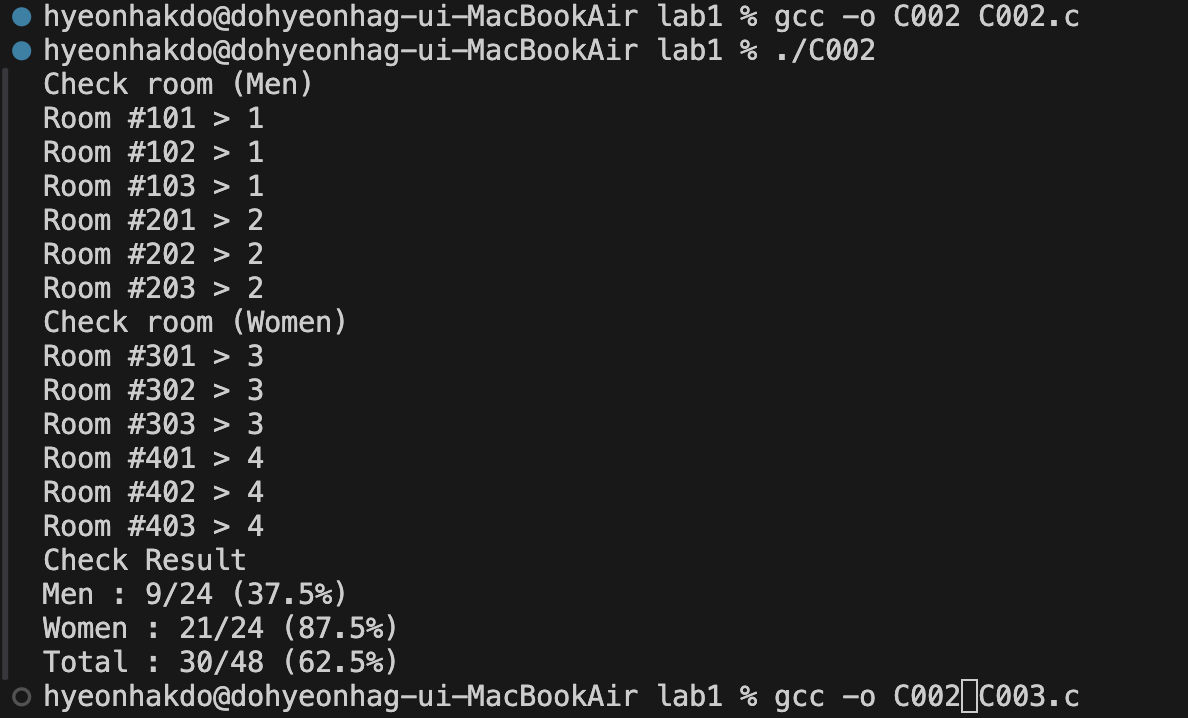 hyeonhakdo@dohyeonhag-ui-MacBookAir lab1 % gcc -o C002 C002.c
hyeonhakdo@dohyeonhag-ui-MacBookAir lab1 % ./C002
Check room (Men)
Room #101 > 1
Room #102 > 1
Room #103 > 1
Room #201 > 2
Room #202 > 2
Room #203 > 2
Check room (Women)
Room #301 > 3
Room #302 > 3
Room #303 > 3
Room #401 > 4
Room #402 > 4
Room #403 > 4
Check Result
Men : 9/24 (37.5%)
Women : 21/24 (87.5%)
Total : 30/48 (62.5%)
hyeonhakdo@dohyeonhag-ui-MacBookAir lab1 % gcc -o C002 C003.c